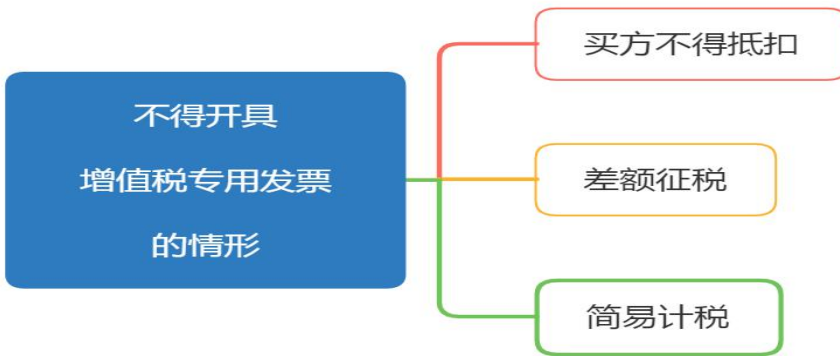 不得开具
增值税专用发票
的情形
买方不得抵扣
差额征税
简易计税